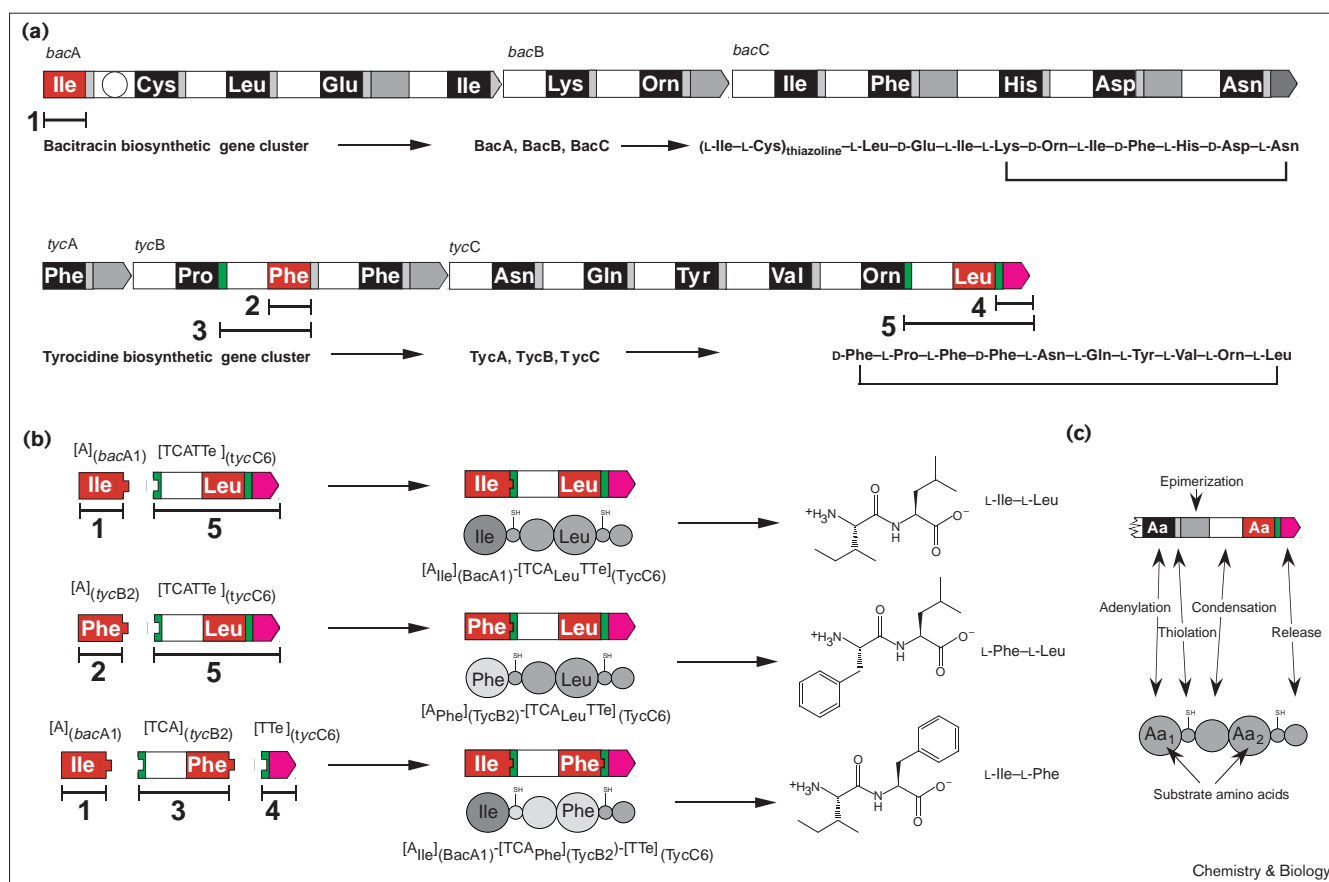 (a)
bacA bacB bacC
Ile Cys Leu Glu Ile Lys Orn Ile Phe His Asp Asn
1
Bacitracin biosynthetic gene cluster BacA, BacB, BacC (L-Ile–L-Cys)thiazoline–L-Leu–D-Glu–L-Ile–L-Lys–D-Orn–L-Ile–D-Phe–L-His–D-Asp–L-Asn
tycA tycB tycC
Phe Pro Phe Phe Asn Gln Tyr Val Orn Leu
2 4
3 5
Tyrocidine biosynthetic gene cluster TycA, TycB, TycC D-Phe–L-Pro–L-Phe–D-Phe–L-Asn–L-Gln–L-Tyr–L-Val–L-Orn–L-Leu
(b)
[A](bacA1) [TCATTe](tycC6)
Ile Leu Ile Leu
1 5
SH SH
Ile Leu
[AIle](BacA1)-[TCALeuTTe](TycC6)
+H3N O NH O O− L-Ile–L-Leu
[A](tycB2) [TCATTe](tycC6)
Phe Leu Phe Leu
2 5
SH SH
Phe Leu
[APhe](TycB2)-[TCALeuTTe](TycC6)
+H3N O NH O O− L-Phe–L-Leu
[A](bacA1) [TCA](tycB2) [TTe](tycC6)
Ile Phe Ile Phe
1 3 4
SH SH
Ile Phe
[AIle](BacA1)-[TCAPhe](TycB2)-[TTe](TycC6)
+H3N O NH O O− L-Ile–L-Phe
(c)
Epimerization
Aa Aa
Adenylation Condensation
Thiolation Release
SH SH
Aa1 Aa2
Substrate amino acids
Chemistry & Biology